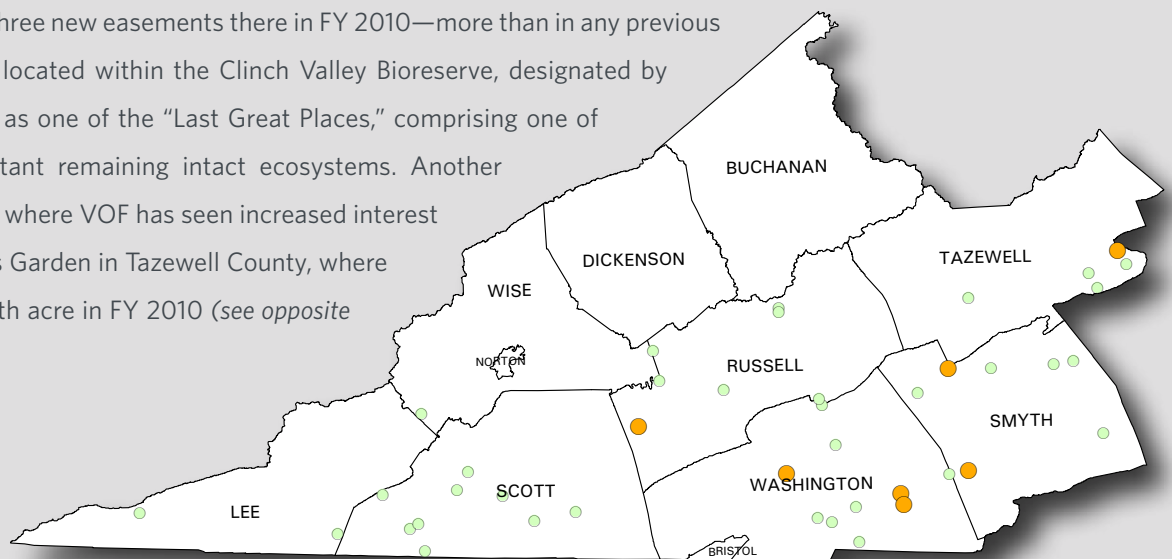 hree new easements there in FY 2010—more than in any previous
located within the Clinch Valley Bioreserve, designated by
as one of the “Last Great Places,” comprising one of
tant remaining intact ecosystems. Another
where VOF has seen increased interest
s Garden in Tazewell County, where
th acre in FY 2010 (see opposite
BUCHANAN
DICKENSON
TAZEWELL
WISE
NORTON
RUSSELL
SMYTH
SCOTT
WASHINGTON
LEE
BRISTOL